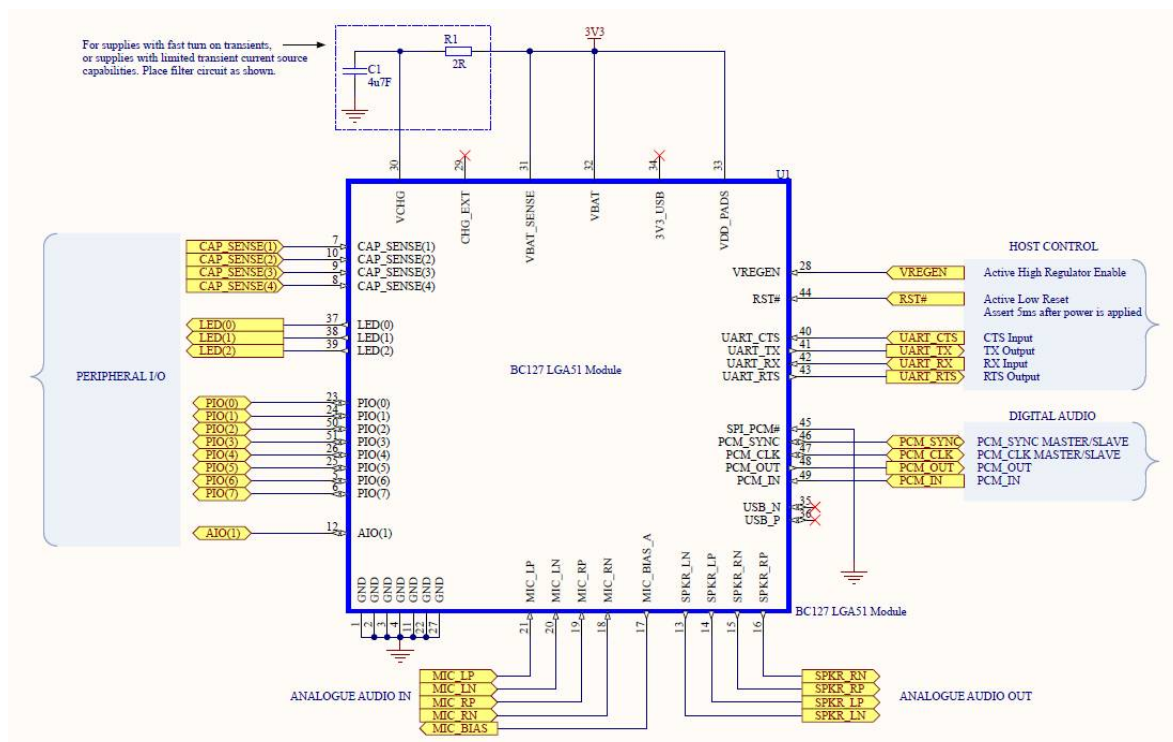 For supplies with fast turn on transients,
or supplies with limited transient current source
capabilities. Place filter circuit as shown.
C1
4u7F
R1
2R
3V3
30
29
31
32
34
33
U1
VCHG
CHG_EXT
VBAT_SENSE
VBAT
3V3_USB
VDD_PADS
PERIPHERAL I/O
CAP_SENSE(1) 7 CAP_SENSE(1)
CAP_SENSE(2) 10 CAP_SENSE(2)
CAP_SENSE(3) 9 CAP_SENSE(3)
CAP_SENSE(4) 8 CAP_SENSE(4)
LED(0) 37 LED(0)
LED(1) 38 LED(1)
LED(2) 39 LED(2)
PIO(0) 23 PIO(0)
PIO(1) 24 PIO(1)
PIO(2) 50 PIO(2)
PIO(3) 51 PIO(3)
PIO(4) 26 PIO(4)
PIO(5) 25 PIO(5)
PIO(6) PIO(6)
PIO(7) 6 PIO(7)
AIO(1) 12 AIO(1)
BC127 LGA51 Module
HOST CONTROL
VREGEN 28 VREGEN Active High Regulator Enable
RST# 44 RST# Active Low Reset
Assert 5ms after power is applied
UART_CTS 40 UART_CTS CTS Input
UART_TX 41 UART_TX TX Output
UART_RX 42 UART_RX RX Input
UART_RTS 43 UART_RTS RTS Output
DIGITAL AUDIO
SPI_PCM# 45
PCM_SYNC 46 PCM_SYNC PCM_SYNC MASTER/SLAVE
PCM_CLK 47 PCM_CLK PCM_CLK MASTER/SLAVE
PCM_OUT 48 PCM_OUT PCM_OUT
PCM_IN 49 PCM_IN PCM_IN
USB_N 35
USB_P 36
GND
GND
GND
GND
GND
GND
GND
MIC_LP
MIC_LN
MIC_RP
MIC_RN
MIC_BIAS_A
SPKR_LN
SPKR_LP
SPKR_RN
SPKR_RP
BC127 LGA51 Module
1
2
3
4
11
22
27
21
20
19
18
17
13
14
15
16
ANALOGUE AUDIO IN
MIC_LP
MIC_LN
MIC_RP
MIC_RN
MIC_BIAS
SPKR_RN
SPKR_RP
SPKR_LP
SPKR_LN
ANALOGUE AUDIO OUT